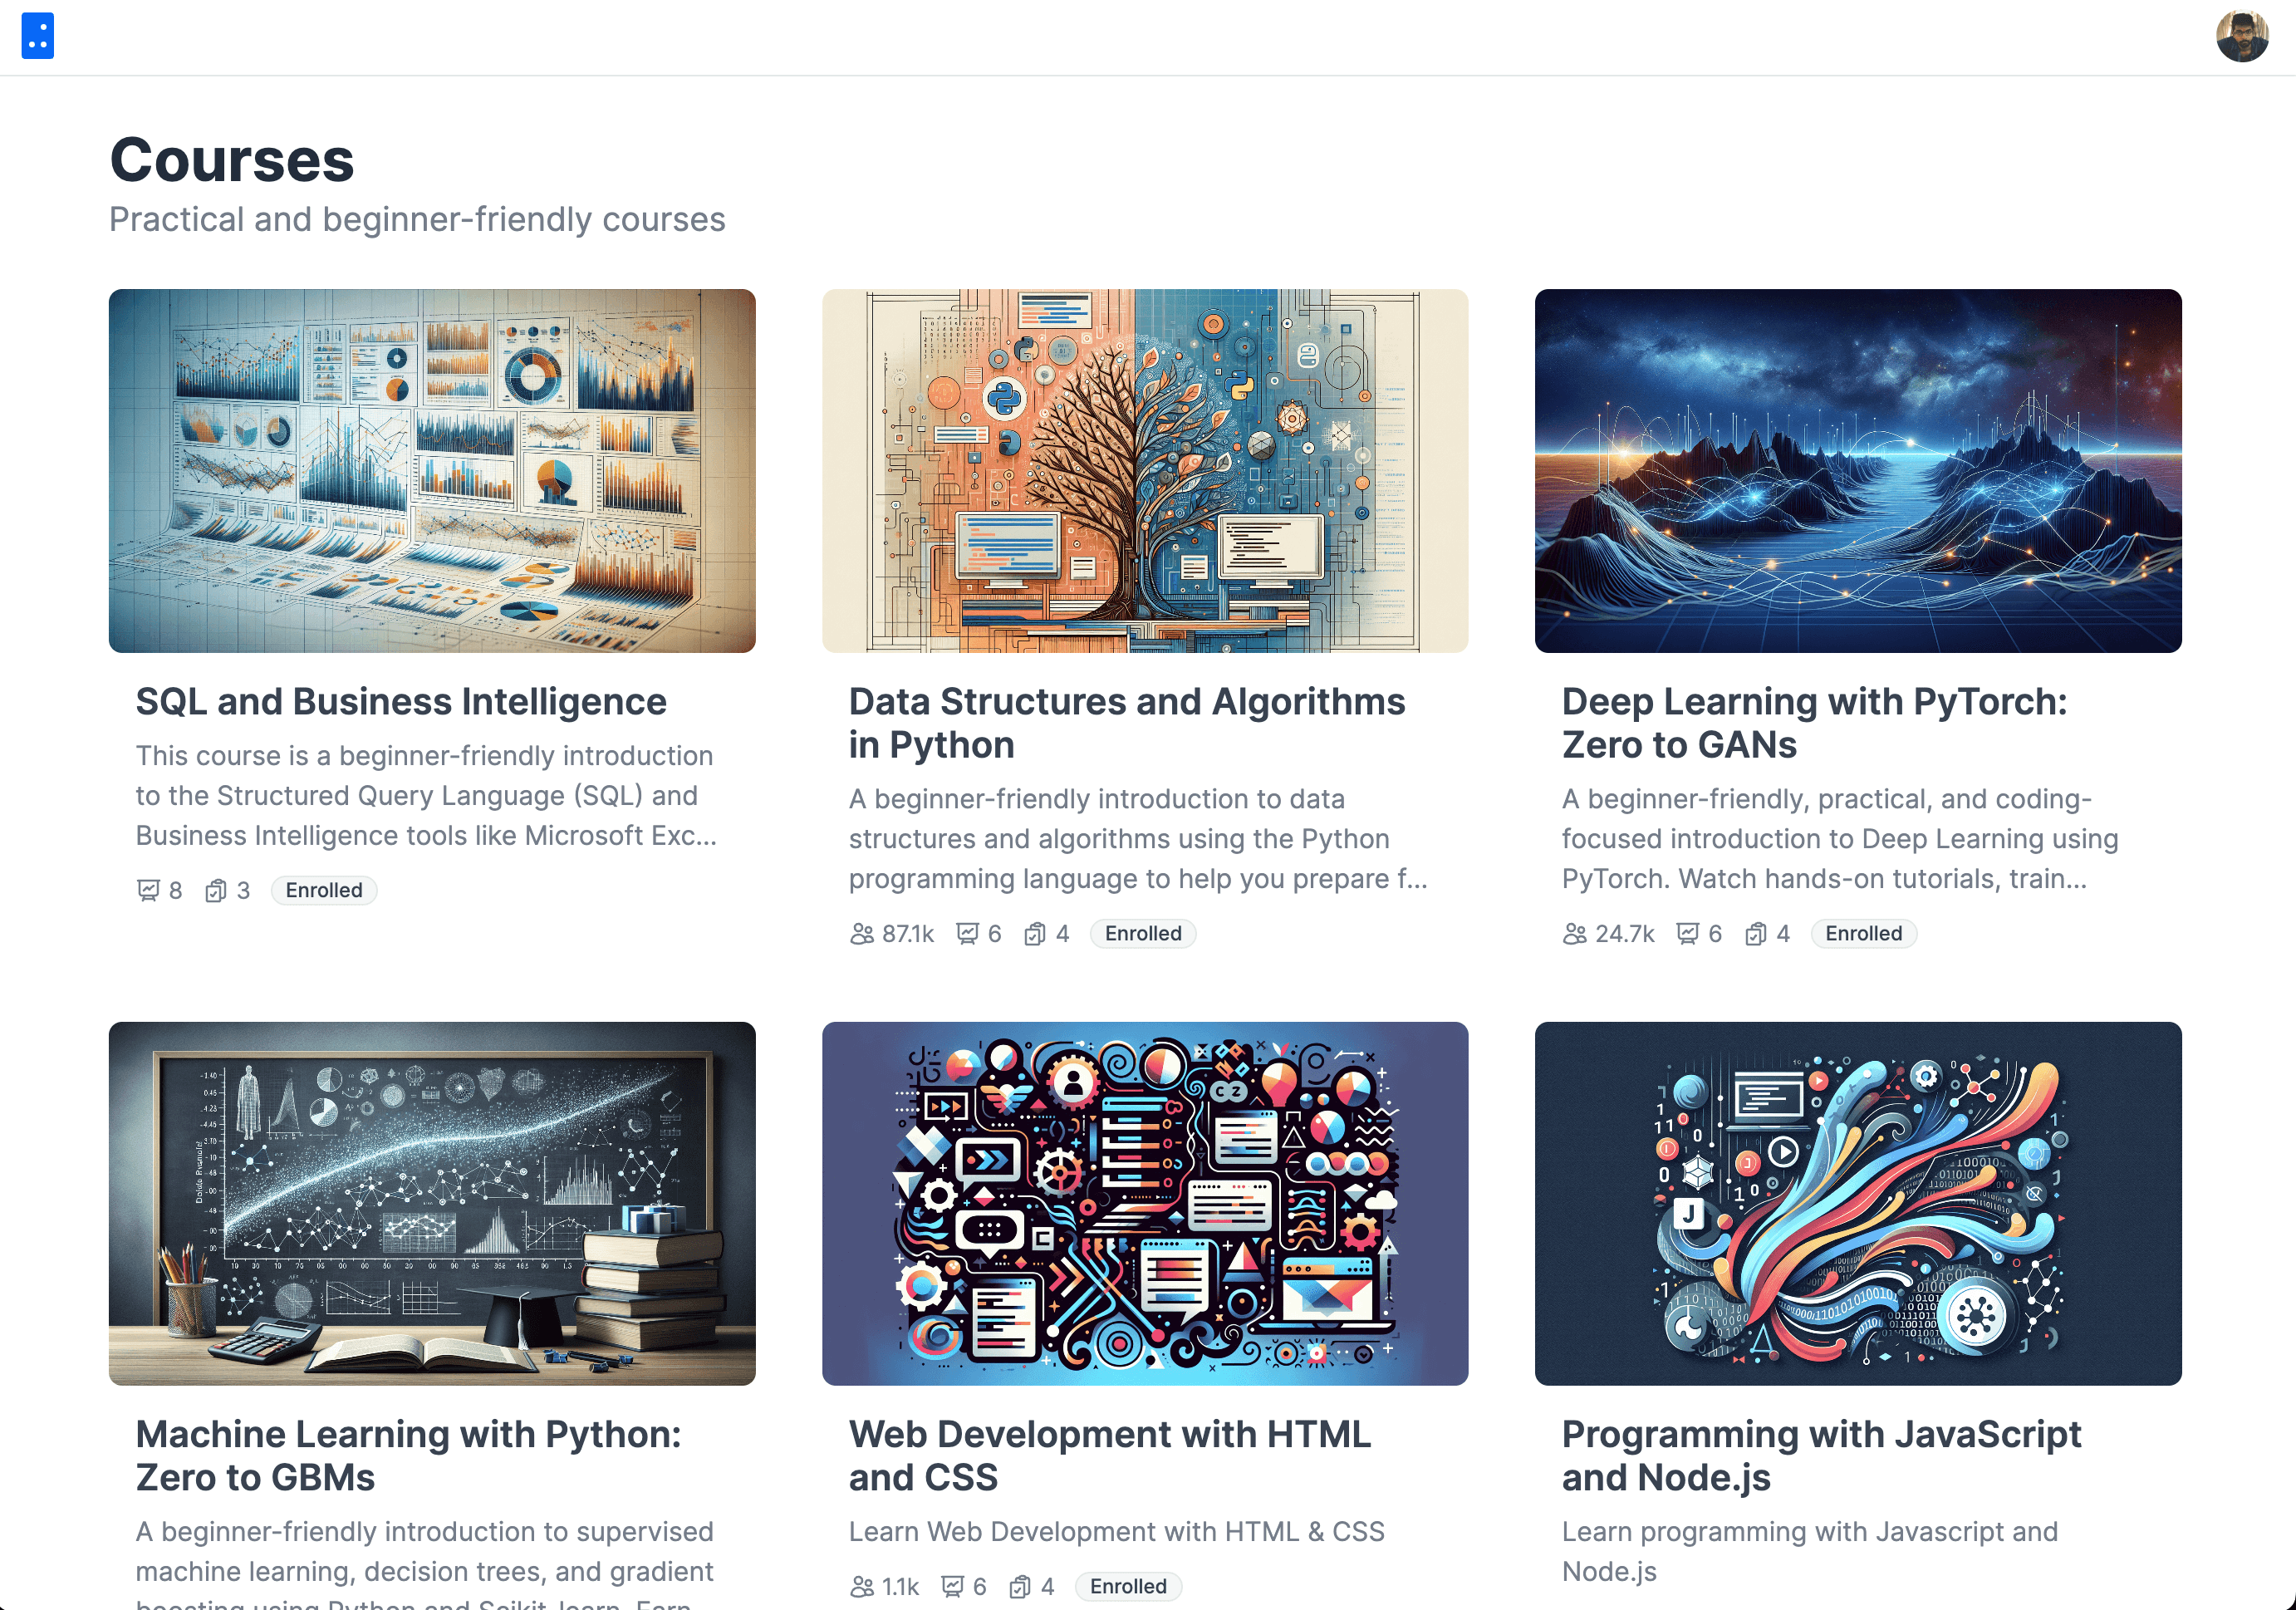 Courses
Practical and beginner-friendly courses
SQL and Business Intelligence
This course is a beginner-friendly introduction
to the Structured Query Language (SQL) and
Business Intelligence tools like Microsoft Exc...
8 3 Enrolled
Data Structures and Algorithms
in Python
A beginner-friendly introduction to data
structures and algorithms using the Python
programming language to help you prepare f...
87.1k 6 4 Enrolled
Deep Learning with PyTorch:
Zero to GANs
A beginner-friendly, practical, and coding-
focused introduction to Deep Learning using
PyTorch. Watch hands-on tutorials, train...
24.7k 6 4 Enrolled
Machine Learning with Python:
Zero to GBMs
A beginner-friendly introduction to supervised
machine learning, decision trees, and gradient
boosting using Python and Scikit-learn. Earn
Web Development with HTML
and CSS
Learn Web Development with HTML & CSS
1.1k 6 4 Enrolled
Programming with JavaScript
and Node.js
Learn programming with Javascript and
Node.js